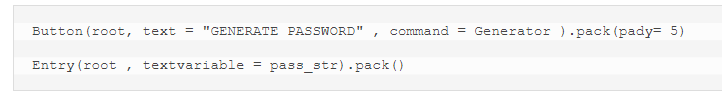 Button(root, text = "GENERATE PASSWORD" , command = Generator ).pack(pady= 5)
Entry(root , textvariable = pass_str).pack()